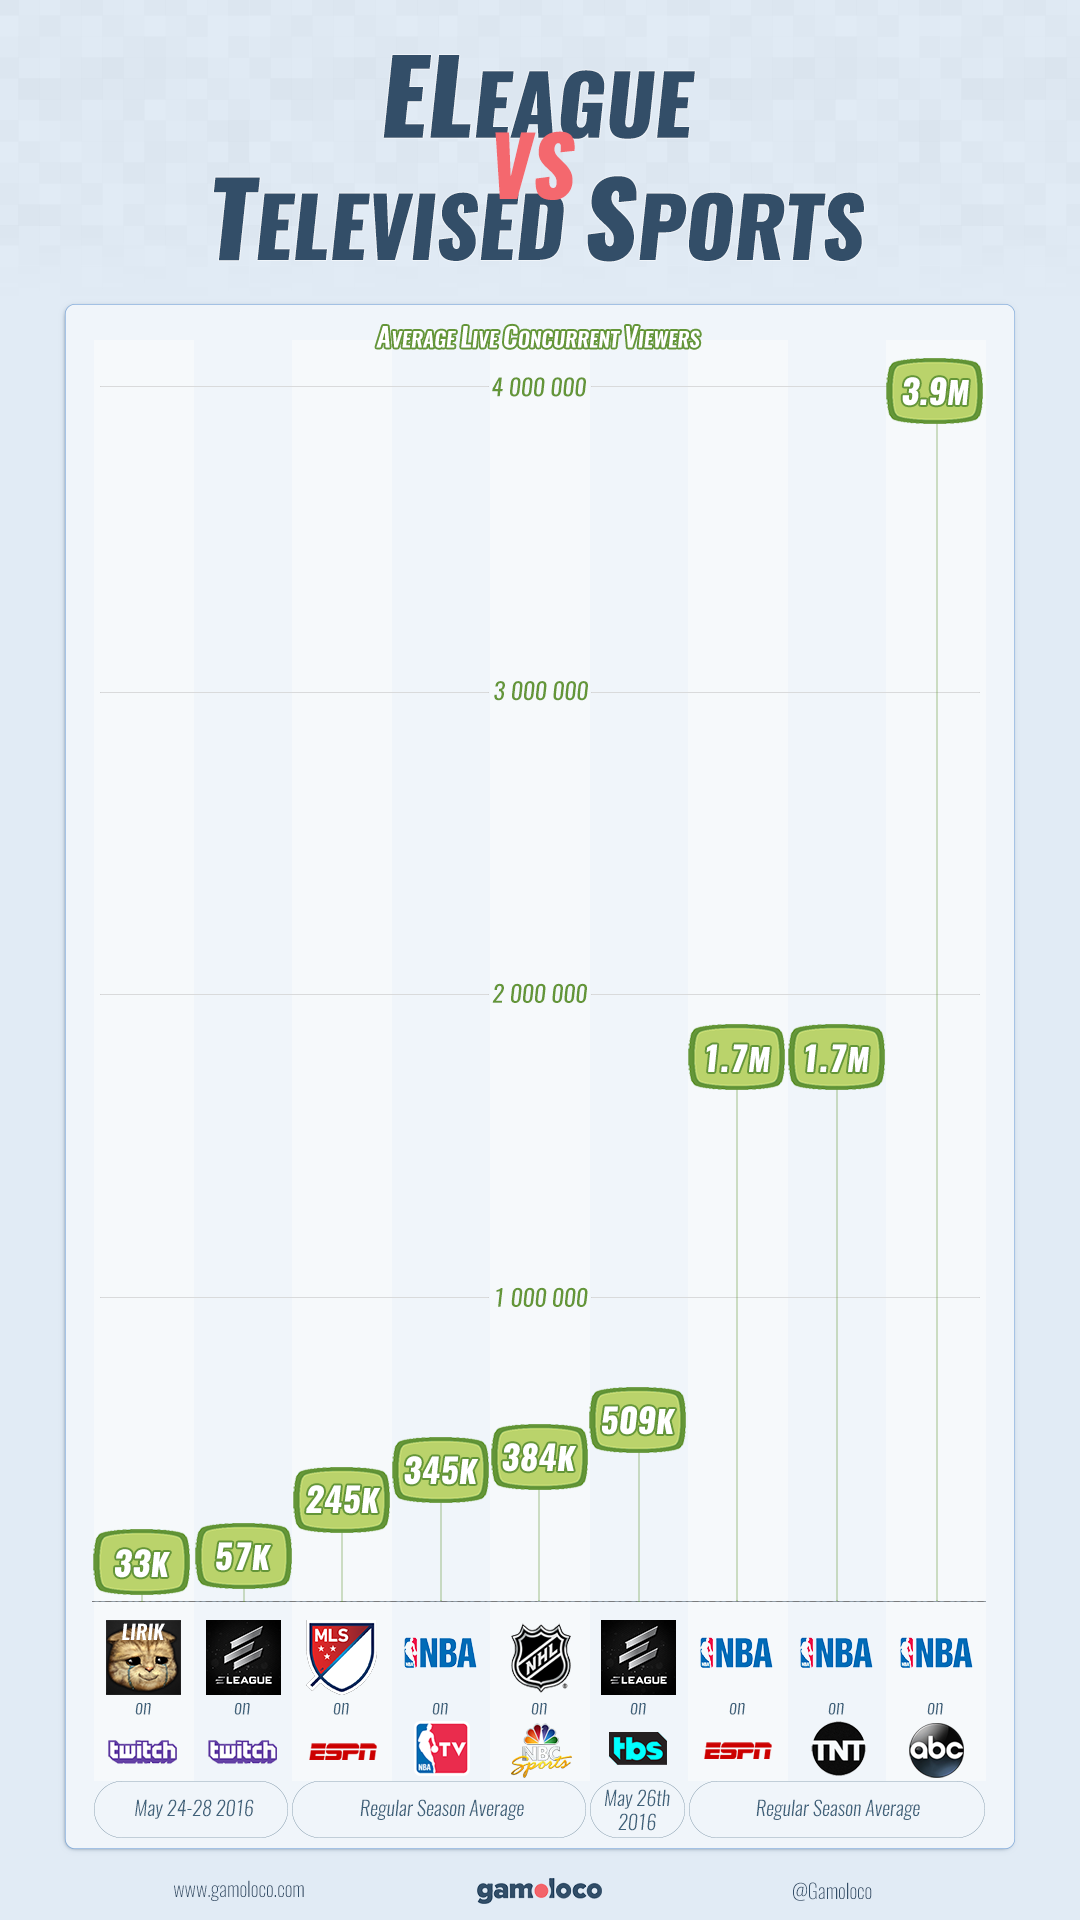 ELEAGUE
VS
TELEVISED SPORTS
AVERAGE LIVE CONCURRENT VIEWERS
4 000 000
3.9M
3 000 000
2 000 000
1.7M 1.7M
1 000 000
509K
384K
345K
245K
57K
33K
LIRIK ELEAGUE MLS NBA NHL ELEAGUE NBA NBA NBA
on on on on on on on on on
twitch twitch ESPN NBA TV NBC Sports tbs ESPN TNT abc
May 24-28 2016 Regular Season Average May 26th 2016 Regular Season Average
www.gamoloco.com gamoloco @Gamoloco